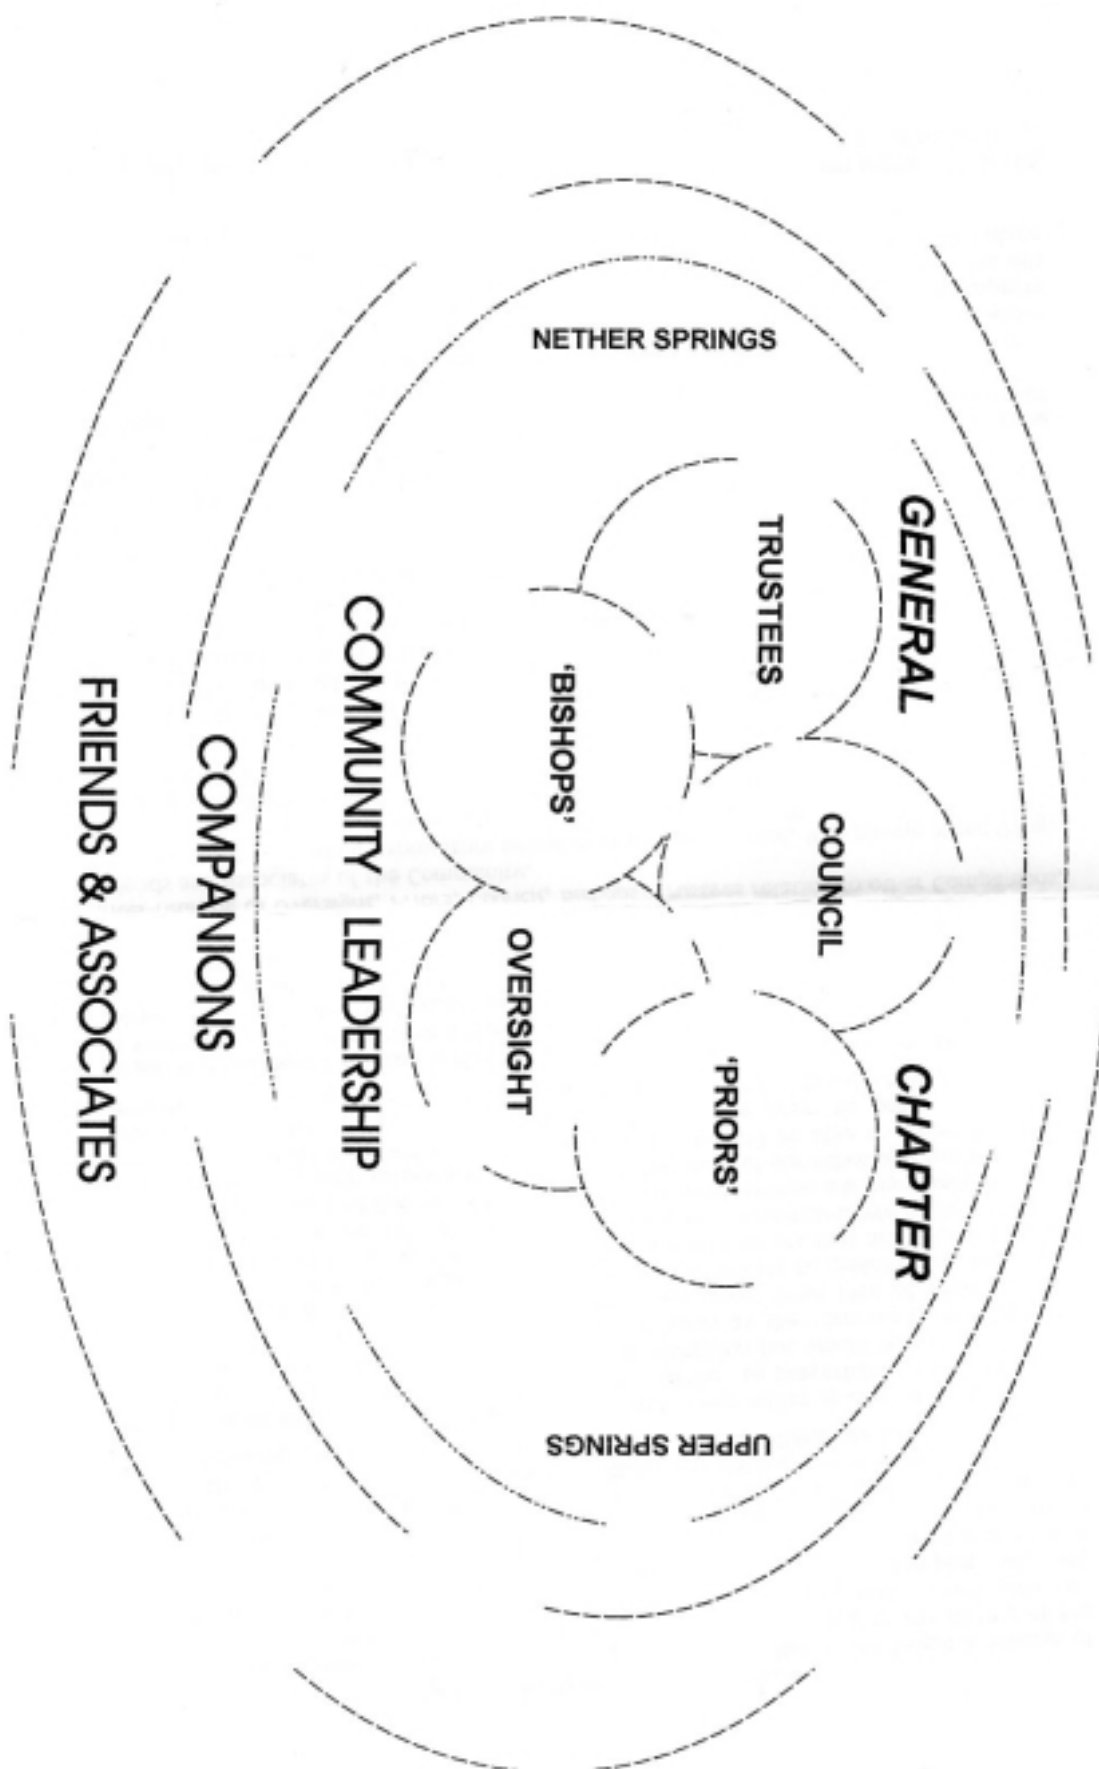 GENERAL CHAPTER
COUNCIL
TRUSTEES
'PRIORS'
NETHER SPRINGS
UPPER SPRINGS
'BISHOPS'
OVERSIGHT
COMMUNITY LEADERSHIP
COMPANIONS
FRIENDS & ASSOCIATES